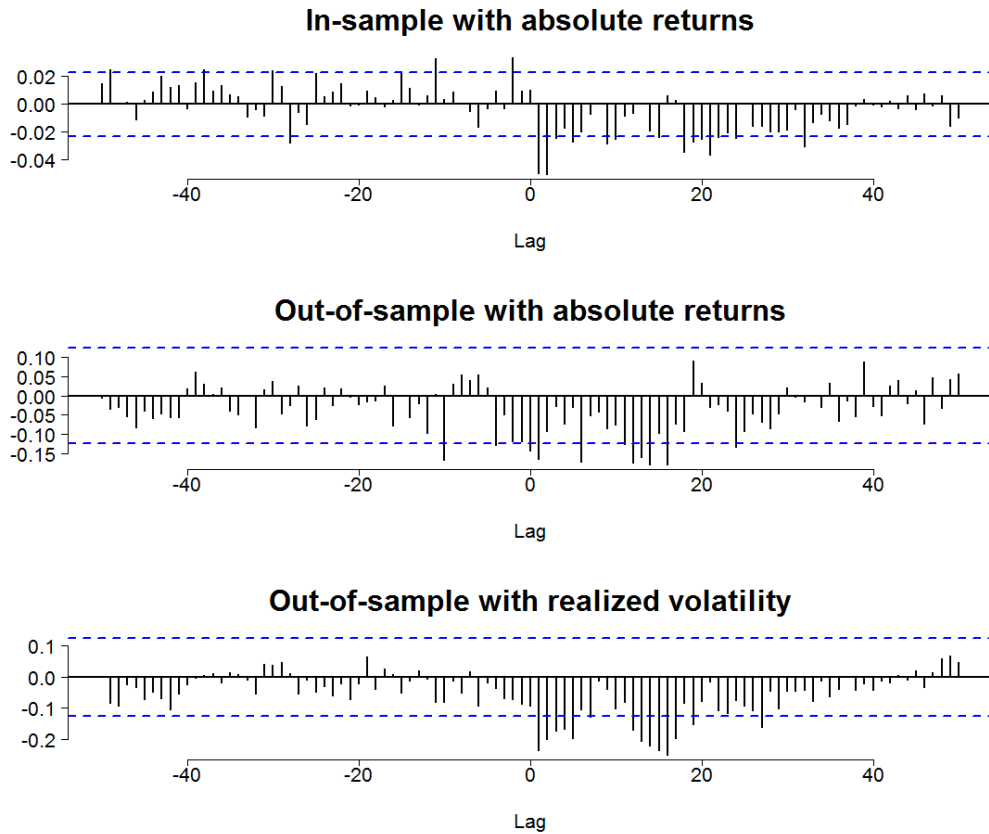 In-sample with absolute returns
0.02
0.00
-0.02
-0.04
-40 -20 0 20 40
Lag
Out-of-sample with absolute returns
0.10
0.05
0.00
-0.05
-0.10
-0.15
-40 -20 0 20 40
Lag
Out-of-sample with realized volatility
0.1
0.0
-0.1
-0.2
-40 -20 0 20 40
Lag